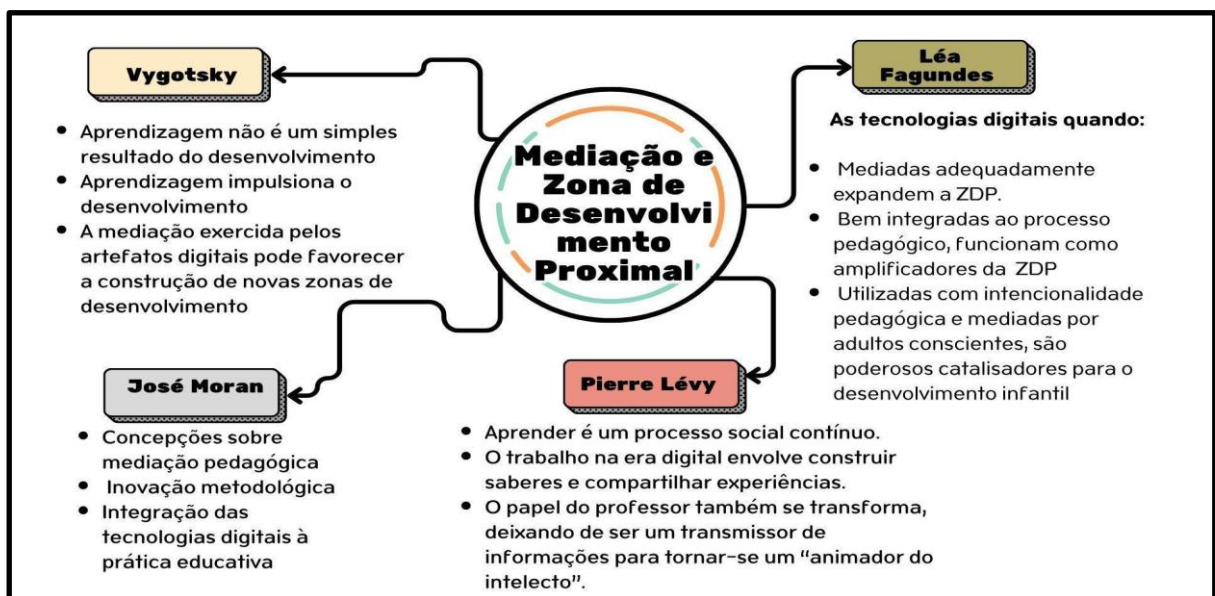 Vygotsky
• Aprendizagem não é um simples
resultado do desenvolvimento
• Aprendizagem impulsiona o
desenvolvimento
• A mediação exercida pelos
artefatos digitais pode favorecer
a construção de novas zonas de
desenvolvimento
Mediação e
Zona de
Desenvolvi
mento
Proximal
Léa
Fagundes
As tecnologias digitais quando:
• Mediadas adequadamente
expandem a ZDP.
• Bem integradas ao processo
pedagógico, funcionam como
amplificadores da ZDP
• Utilizadas com intencionalidade
pedagógica e mediadas por
adultos conscientes, são
poderosos catalisadores para o
desenvolvimento infantil
José Moran
• Concepções sobre
mediação pedagógica
• Inovação metodológica
• Integração das
tecnologias digitais à
prática educativa
Pierre Lévy
• Aprender é um processo social contínuo.
• O trabalho na era digital envolve construir
saberes e compartilhar experiências.
• O papel do professor também se transforma,
deixando de ser um transmissor de
informações para tornar-se um “animador do
intelecto”.